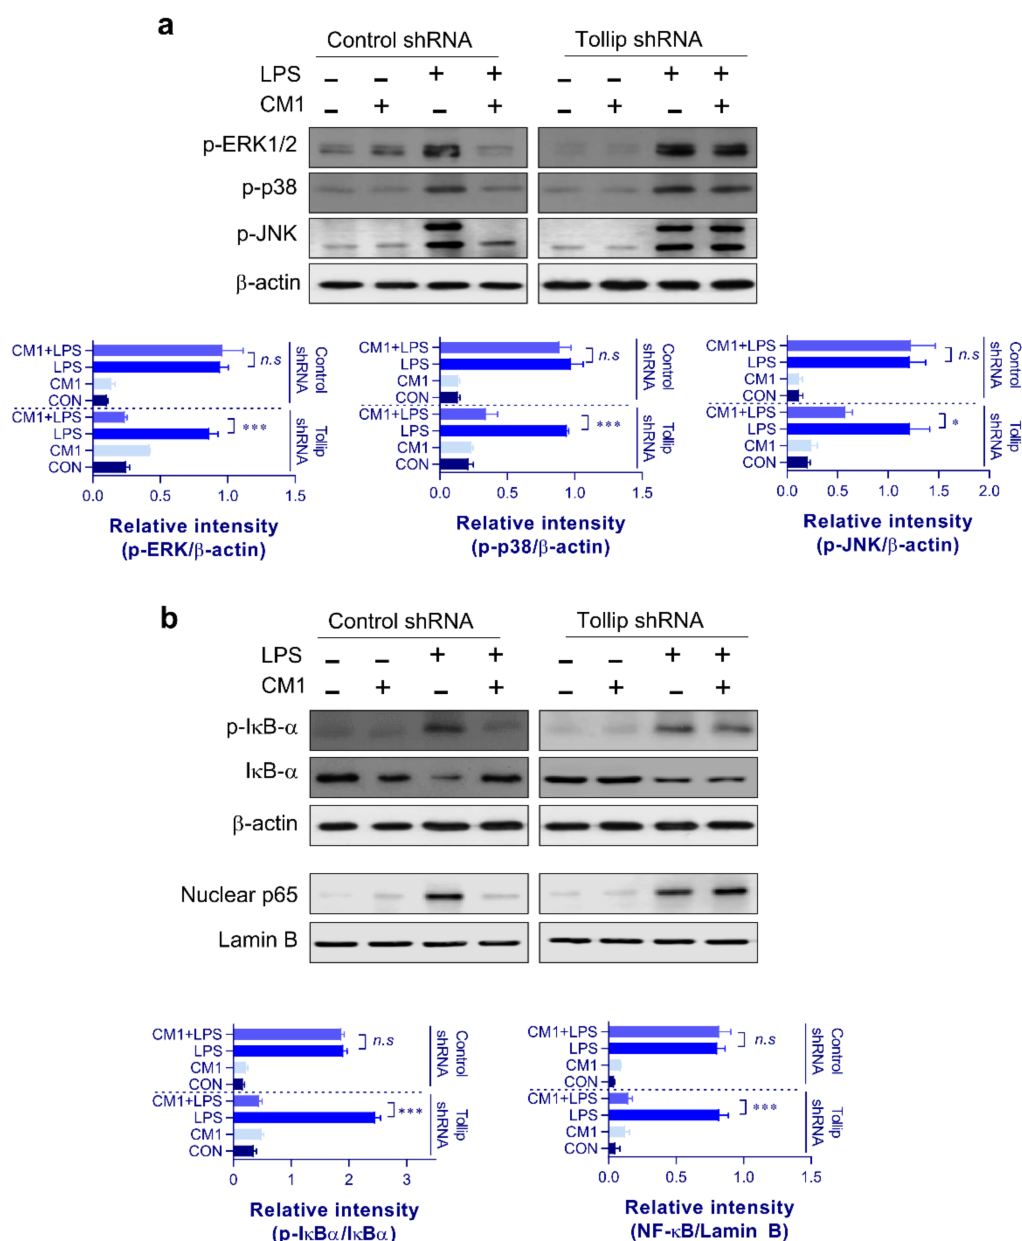 a
Control shRNA Tollip shRNA
LPS − − + + − − + +
CM1 − + − + − + − +
p-ERK1/2
p-p38
p-JNK
β-actin
CM1+LPS
LPS
CM1
CON
CM1+LPS
LPS
CM1
CON
n.s
***
Control shRNA
Tollip shRNA
0.0 0.5 1.0 1.5
Relative intensity
(p-ERK/β-actin)
CM1+LPS
LPS
CM1
CON
CM1+LPS
LPS
CM1
CON
n.s
***
Control shRNA
Tollip shRNA
0.0 0.5 1.0 1.5
Relative intensity
(p-p38/β-actin)
CM1+LPS
LPS
CM1
CON
CM1+LPS
LPS
CM1
CON
n.s
*
Control shRNA
Tollip shRNA
0.0 0.5 1.0 1.5 2.0
Relative intensity
(p-JNK/β-actin)
b
Control shRNA Tollip shRNA
LPS − − + + − − + +
CM1 − + − + − + − +
p-IκB-α
IκB-α
β-actin
Nuclear p65
Lamin B
CM1+LPS
LPS
CM1
CON
CM1+LPS
LPS
CM1
CON
n.s
***
Control shRNA
Tollip shRNA
0 1 2 3
Relative intensity
(p-IκBα/IκBα)
CM1+LPS
LPS
CM1
CON
CM1+LPS
LPS
CM1
CON
n.s
***
Control shRNA
Tollip shRNA
0.0 0.5 1.0 1.5
Relative intensity
(NF-κB/Lamin B)